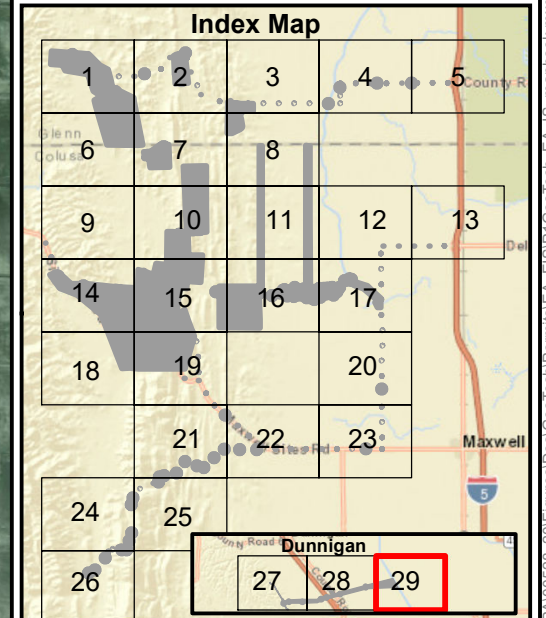 Index Map
1 2 3 4 5
County R
Glenn
Colusa
6 7 8
9 10 11 12 13
Del
14 15 16 17
18 19 20
Maxwell Sites Rd
21 22 23
Maxwell
5
24 25
Dunnigan
26
27 28 29